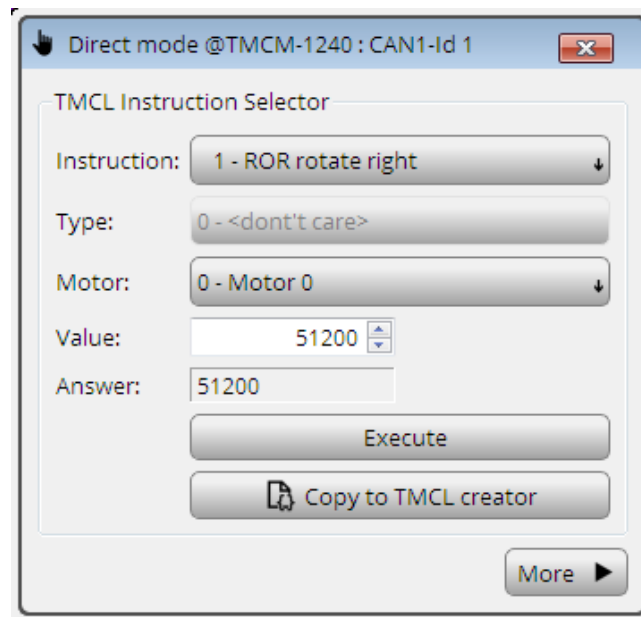 Direct mode @TMCM-1240 : CAN1-Id 1
TMCL Instruction Selector
Instruction: 1 - ROR rotate right
Type: 0 - <dont't care>
Motor: 0 - Motor 0
Value: 51200
Answer: 51200
Execute
Copy to TMCL creator
More